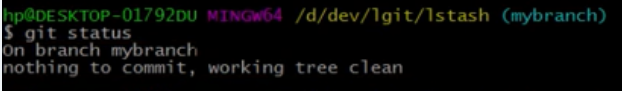 hp@DESKTOP-01792DU MINGW64 /d/dev/lgit/lstash (mybranch)
$ git status
On branch mybranch
nothing to commit, working tree clean